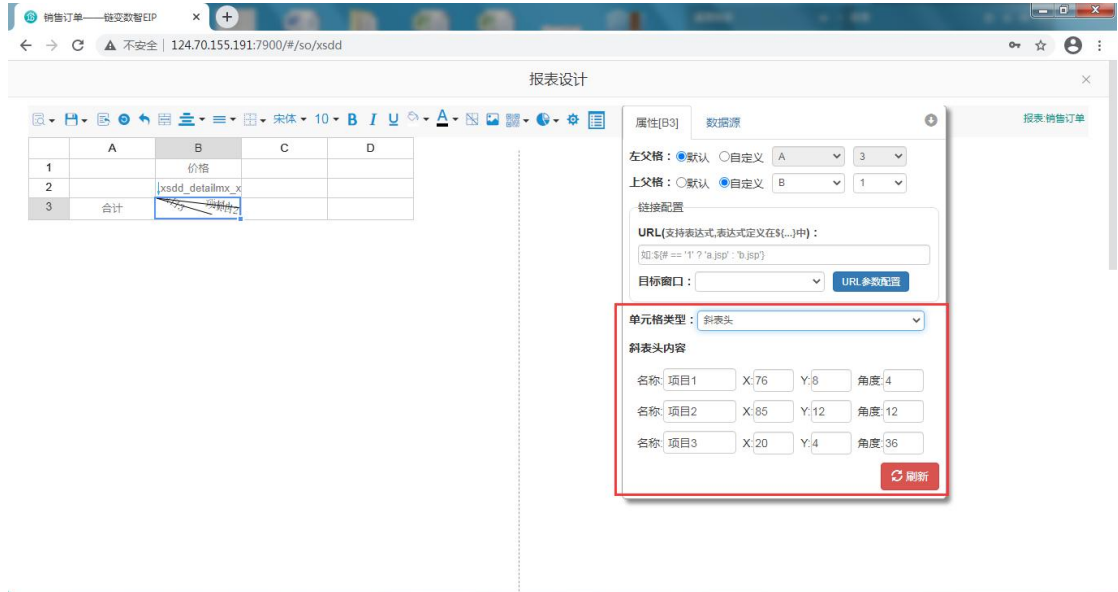 销售订单——链变数智EIP
不安全 | 124.70.155.191:7900/#/so/xsdd
报表设计
宋体 10 B I U A
属性[B3] 数据源
报表:销售订单
A B C D
1 价格
2 xsdd_detailmx_x
3 合计
左父格：默认 自定义 A 3
上父格：默认 自定义 B 1
链接配置
URL(支持表达式,表达式定义在${...}中)：
如:${# == '1' ? 'a.jsp' : 'b.jsp'}
目标窗口： URL参数配置
单元格类型： 斜表头
斜表头内容
名称: 项目1 X: 76 Y: 8 角度: 4
名称: 项目2 X: 85 Y: 12 角度: 12
名称: 项目3 X: 20 Y: 4 角度: 36
刷新